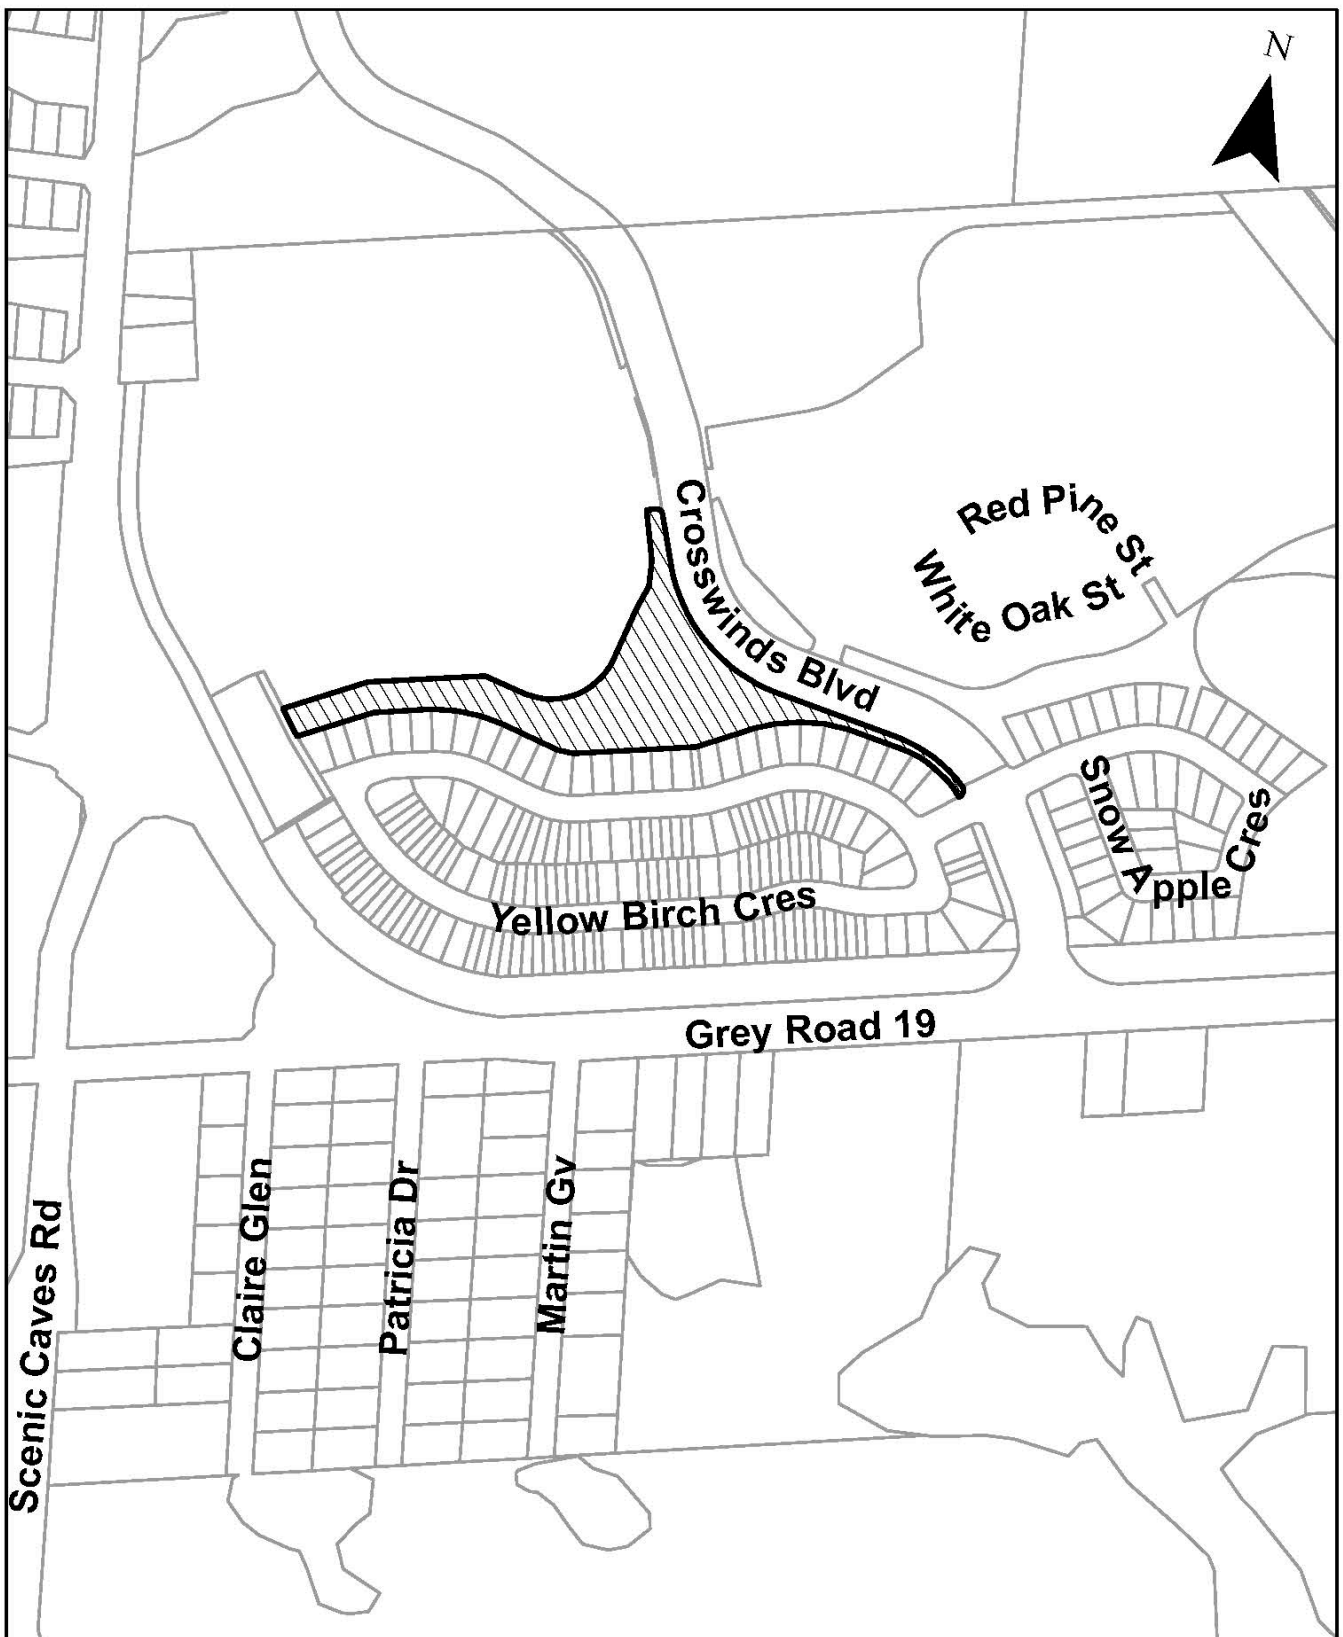 N
Crosswinds Blvd
Red Pine St
White Oak St
Snow Apple Cres
Yellow Birch Cres
Grey Road 19
Scenic Caves Rd
Claire Glen
Patricia Dr
Martin Gv